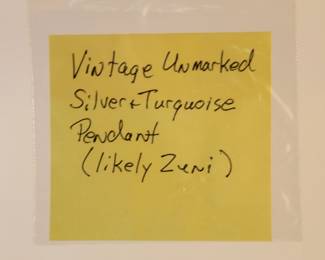 Vintage Unmarked
Silver + Turquoise
Pendant
(likely Zuni)